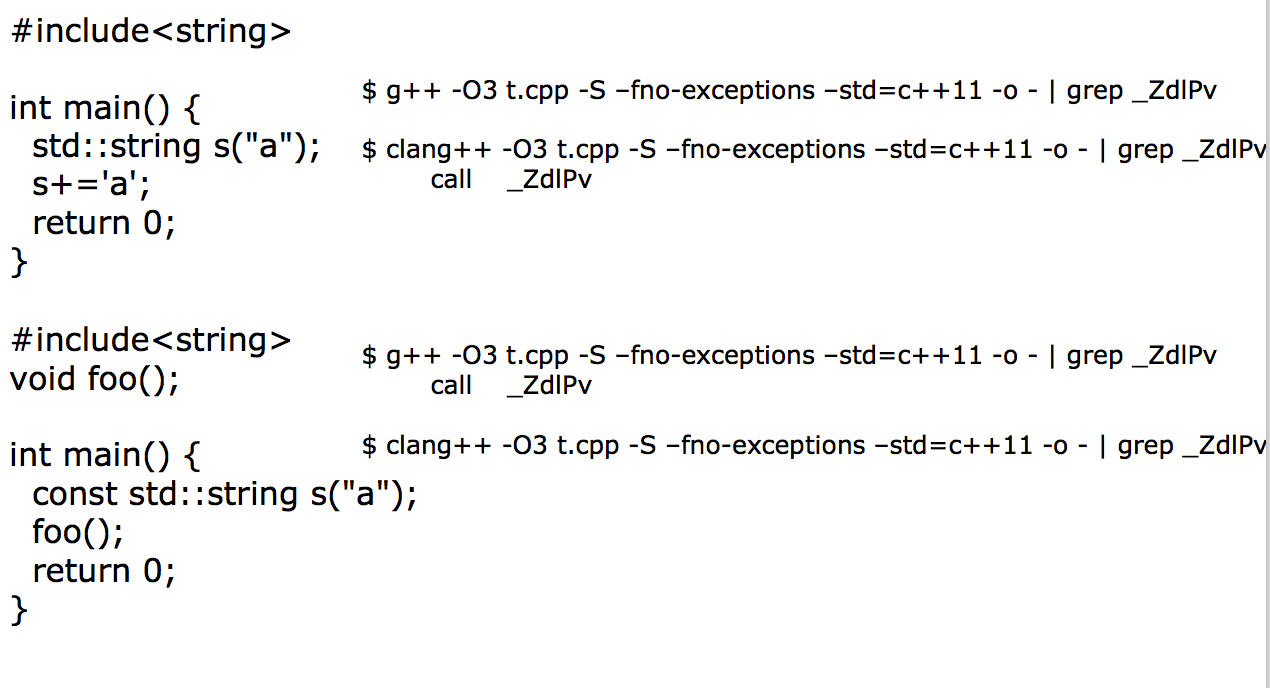 #include<string>
int main() {
std::string s("a");
s+='a';
return 0;
}
$ g++ -O3 t.cpp -S –fno-exceptions –std=c++11 -o - | grep _ZdlPv
$ clang++ -O3 t.cpp -S –fno-exceptions –std=c++11 -o - | grep _ZdlPv
call _ZdlPv
#include<string>
void foo();
int main() {
const std::string s("a");
foo();
return 0;
}
$ g++ -O3 t.cpp -S –fno-exceptions –std=c++11 -o - | grep _ZdlPv
call _ZdlPv
$ clang++ -O3 t.cpp -S –fno-exceptions –std=c++11 -o - | grep _ZdlPv